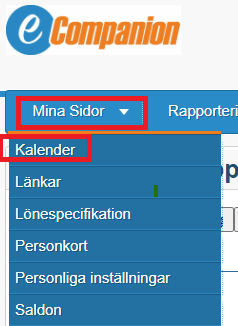 eCompanion
Mina Sidor Rapporteri
Kalender
Länkar
Lönespecifikation
Personkort
Personliga inställningar
Saldon